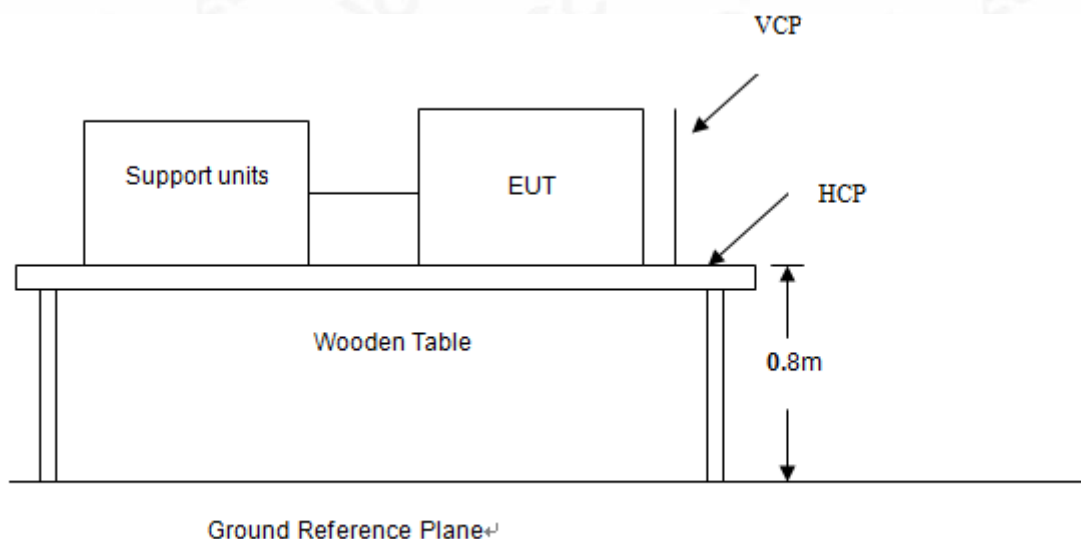 VCP
Support units
EUT
HCP
Wooden Table
0.8m
Ground Reference Plane↵